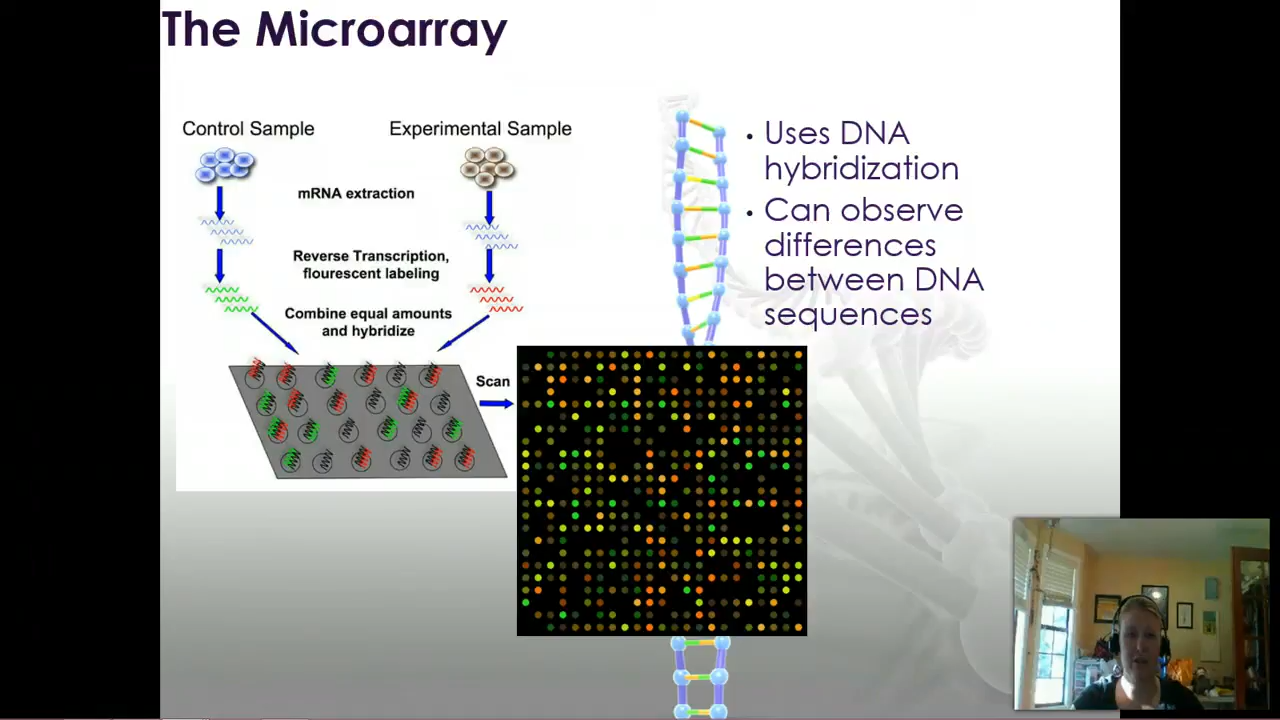 The Microarray
Control Sample
Experimental Sample
mRNA extraction
Reverse Transcription,
flourescent labeling
Combine equal amounts
and hybridize
Scan
• Uses DNA
hybridization
• Can observe
differences
between DNA
sequences